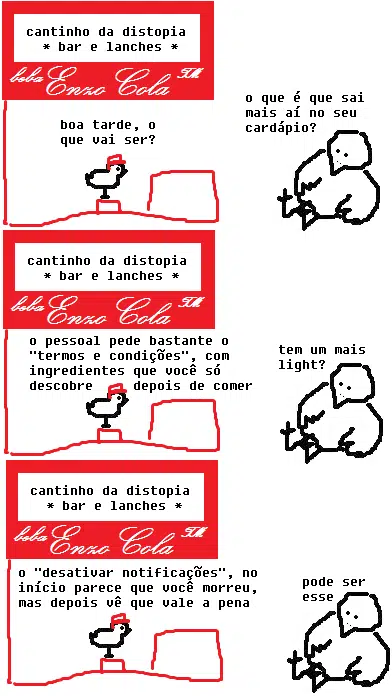 cantinho da distopia
* bar e lanches *
beba Enzo Cola TM
boa tarde, o
que vai ser?
o que é que sai
mais aí no seu
cardápio?
cantinho da distopia
* bar e lanches *
beba Enzo Cola TM
o pessoal pede bastante o
"termos e condições", com
ingredientes que você só
descobre depois de comer
tem um mais
light?
cantinho da distopia
* bar e lanches *
beba Enzo Cola TM
o "desativar notificações", no
início parece que você morreu,
mas depois vê que vale a pena
pode ser
esse